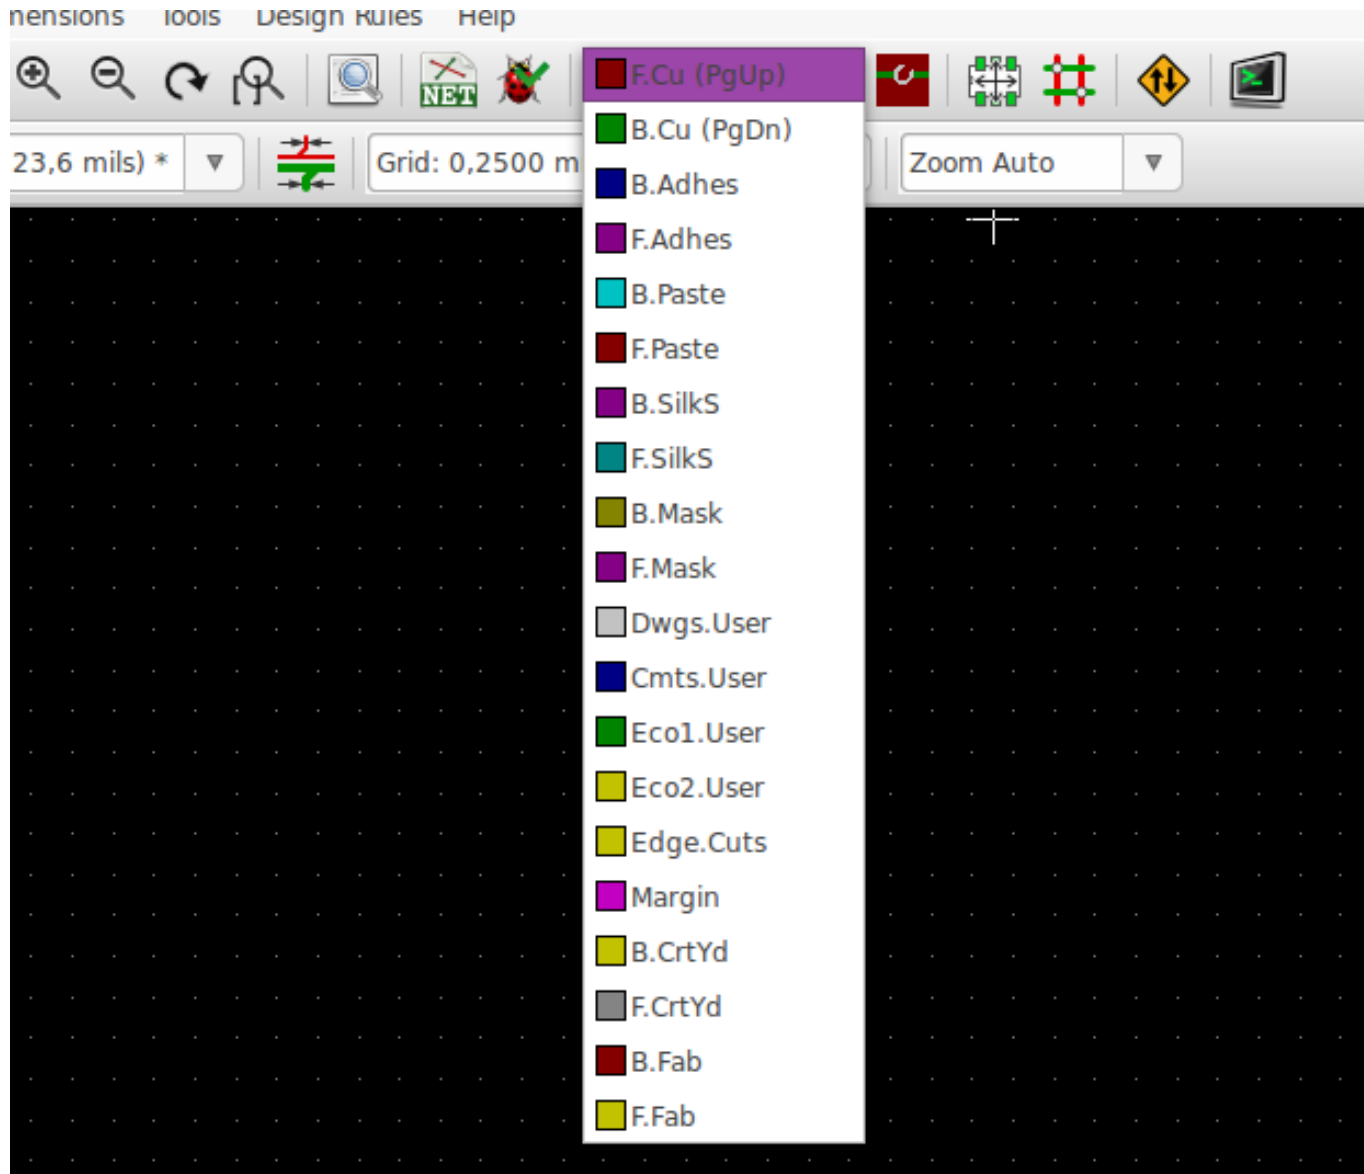 mensions Tools Design Rules Help
NET
23,6 mils) * Grid: 0,2500 m Zoom Auto
F.Cu (PgUp)
B.Cu (PgDn)
B.Adhes
F.Adhes
B.Paste
F.Paste
B.SilkS
F.SilkS
B.Mask
F.Mask
Dwgs.User
Cmts.User
Eco1.User
Eco2.User
Edge.Cuts
Margin
B.CrtYd
F.CrtYd
B.Fab
F.Fab